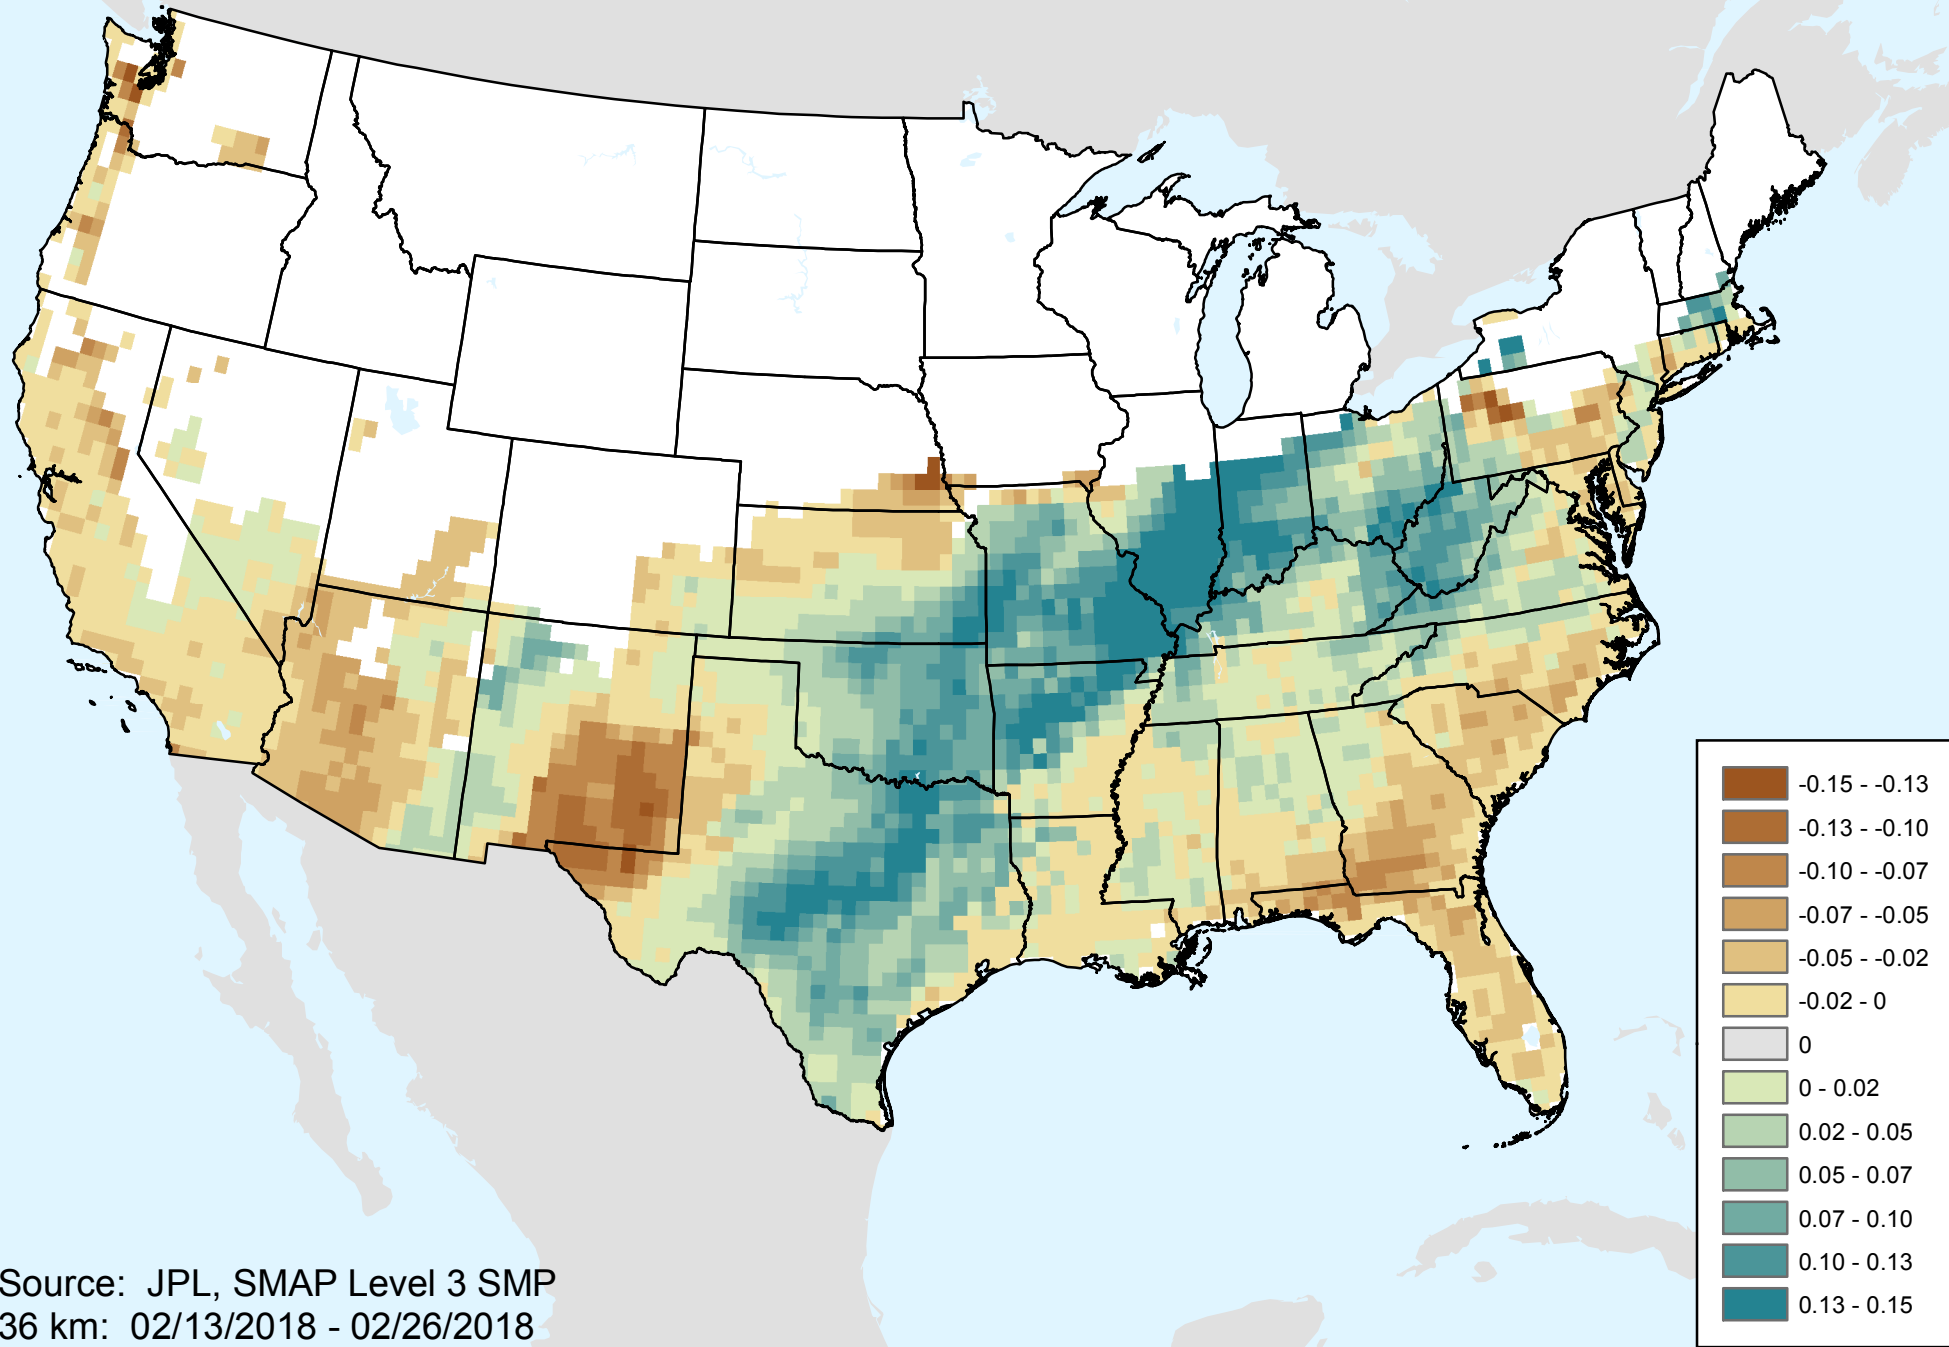 -0.15 - -0.13
-0.13 - -0.10
-0.10 - -0.07
-0.07 - -0.05
-0.05 - -0.02
-0.02 - 0
0
0 - 0.02
0.02 - 0.05
0.05 - 0.07
0.07 - 0.10
0.10 - 0.13
0.13 - 0.15
Source:  JPL, SMAP Level 3 SMP
36 km:  02/13/2018 - 02/26/2018